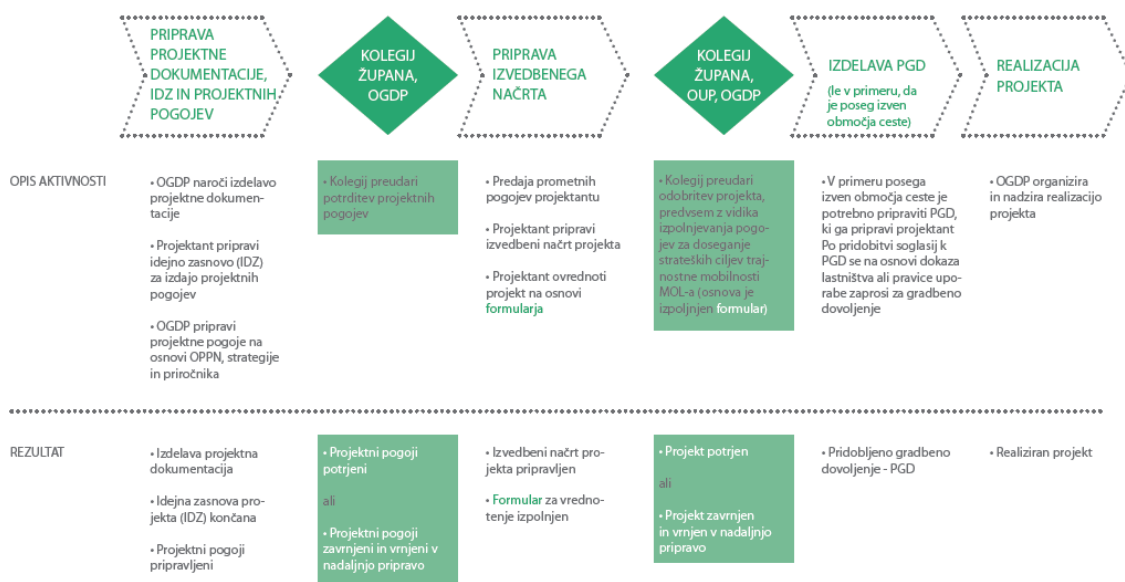 PRIPRAVA
PROJEKTNE
DOKUMENTACIJE,
IDZ IN PROJEKTNIH
POGOJEV
KOLEGIJ
ŽUPANA,
OGDP
PRIPRAVA
IZVEDBENEGA
NAČRTA
KOLEGIJ
ŽUPANA,
OUP, OGDP
IZDELAVA PGD
(le v primeru, da
je poseg izven
območja ceste)
REALIZACIJA
PROJEKTA
OPIS AKTIVNOSTI
• OGDP naroči izdelavo
projektne dokumen-
tacije
• Projektant pripravi
idejno zasnovo (IDZ)
za izdajo projektnih
pogojev
• OGDP pripravi
projektne pogoje na
osnovi OPPN, strategije
in priročnika
• Kolegij preudari
potrditev projektnih
pogojev
• Predaja prometnih
pogojev projektantu
• Projektant pripravi
izvedbeni načrt projekta
• Projektant ovrednoti
projekt na osnovi
formularja
• Kolegij preudari
odobritev projekta,
predvsem z vidika
izpolnjevanja pogo-
jev za doseganje
strateških ciljev traj-
nostne mobilnosti
MOL-a (osnova je
izpoljnjen formular)
• V primeru posega
izven območja ceste je
potrebno pripraviti PGD,
ki ga pripravi projektant
Po pridobitvi soglasij k
PGD se na osnovi dokaza
lastništva ali pravice upo-
rabe zaprosi za gradbeno
dovoljenje
• OGDP organizira
in nadzira realizacijo
projekta
REZULTAT
• Izdelava projektna
dokumentacija
• Idejna zasnova pro-
jekta (IDZ) končana
• Projektni pogoji
pripravljeni
• Projektni pogoji
potrjeni
ali
• Projektni pogoji
zavrnjeni in vrnjeni v
nadaljnjo pripravo
• Izvedbeni načrt pro-
jekta pripravljen
• Formular za vredno-
tenje izpolnjen
• Projekt potrjen
ali
• Projekt zavrnjen
in vrnjen v nadaljnjo
pripravo
• Pridobljeno gradbeno
dovoljenje - PGD
• Realiziran projekt